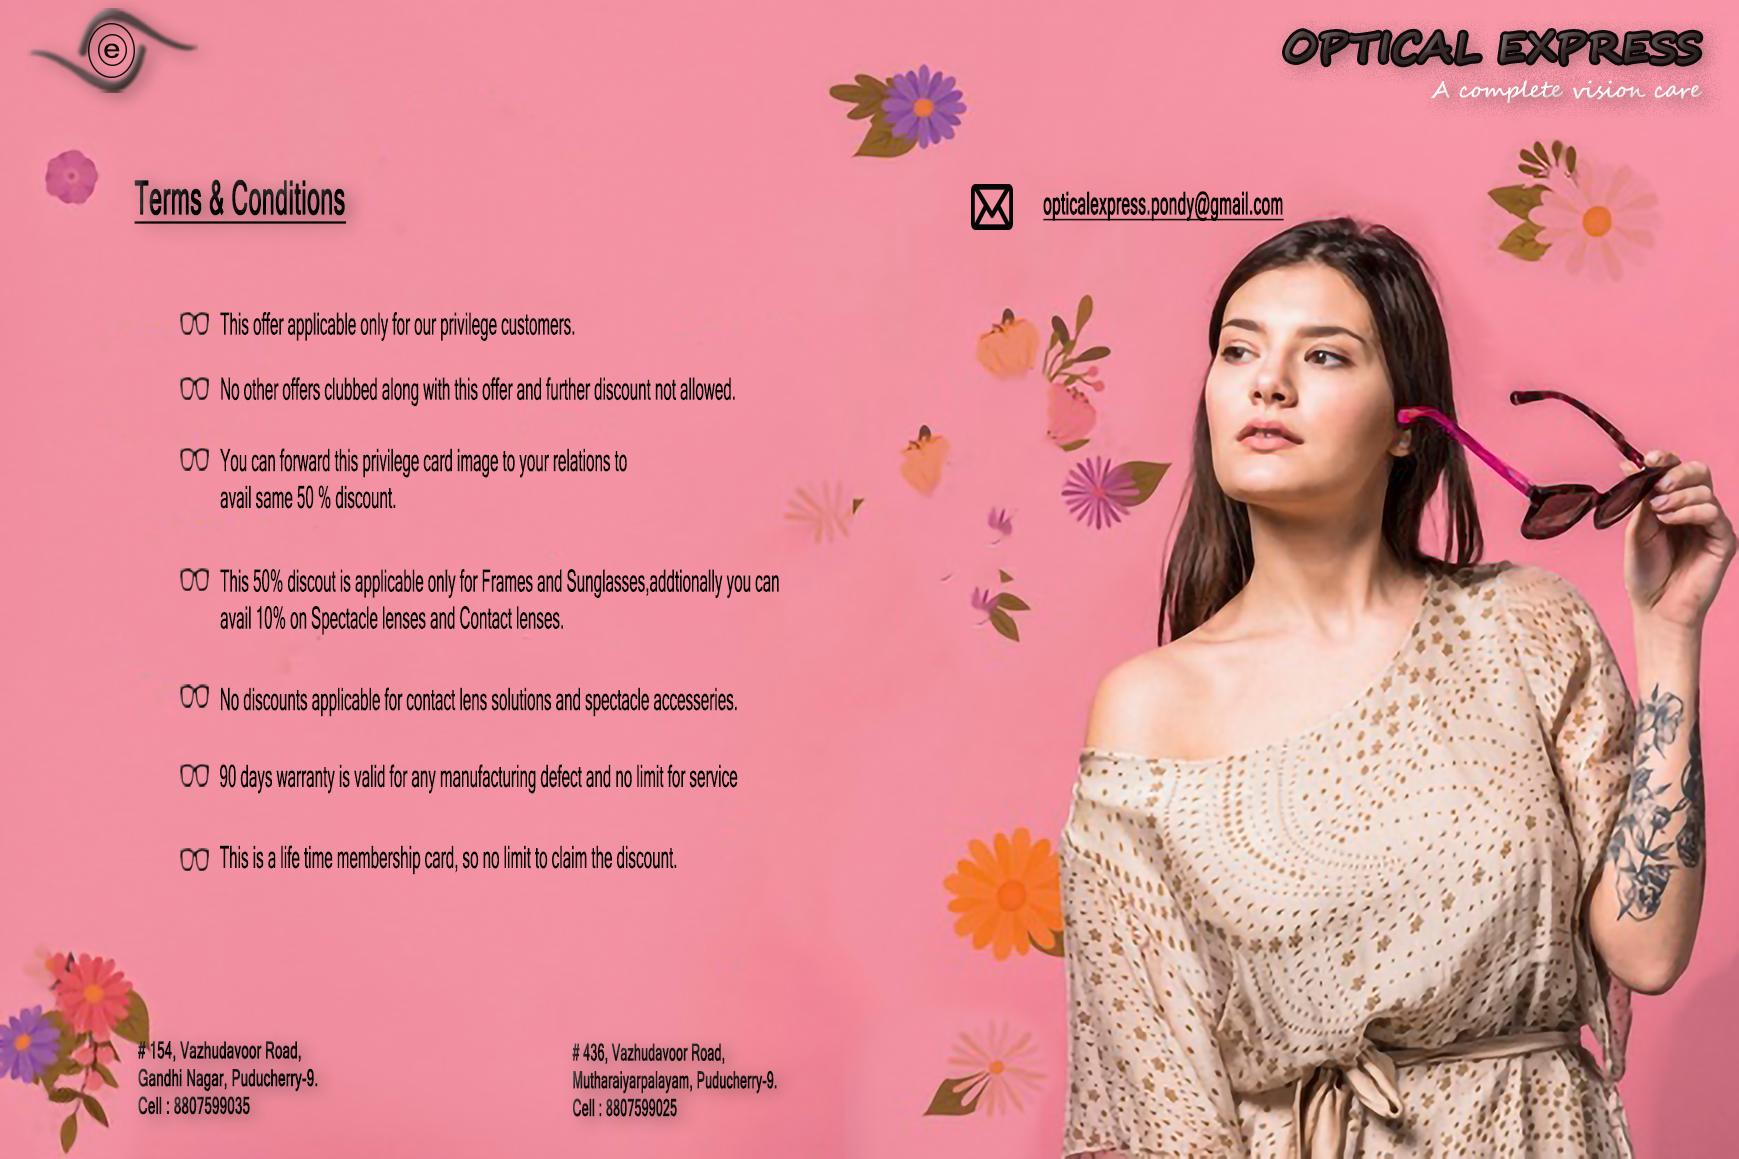 e
OPTICAL EXPRESS
A complete vision care
Terms & Conditions
opticalexpress.pondy@gmail.com
This offer applicable only for our privilege customers.
No other offers clubbed along with this offer and further discount not allowed.
You can forward this privilege card image to your relations to
avail same 50 % discount.
This 50% discout is applicable only for Frames and Sunglasses,addtionally you can
avail 10% on Spectacle lenses and Contact lenses.
No discounts applicable for contact lens solutions and spectacle accesseries.
90 days warranty is valid for any manufacturing defect and no limit for service
This is a life time membership card, so no limit to claim the discount.
# 154, Vazhudavoor Road,
Gandhi Nagar, Puducherry-9.
Cell : 8807599035
# 436, Vazhudavoor Road,
Mutharaiyarpalayam, Puducherry-9.
Cell : 8807599025